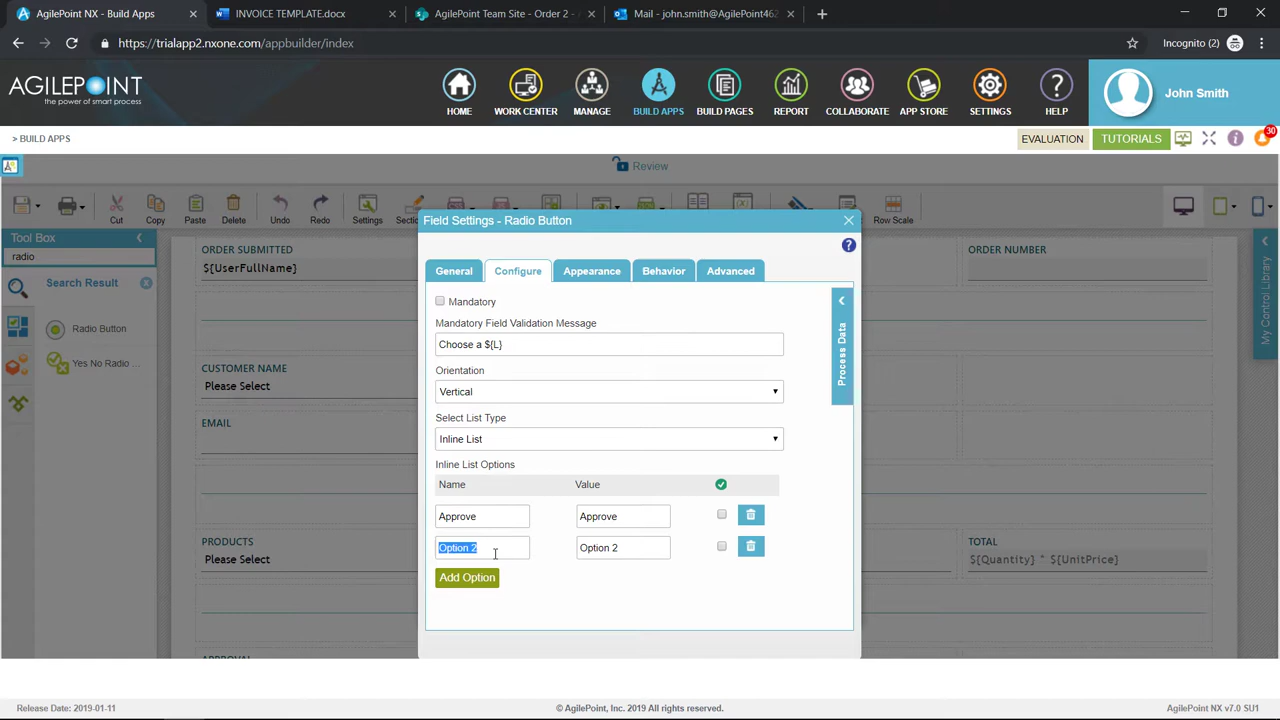 AgilePoint NX - Build Apps
INVOICE TEMPLATE.docx
AgilePoint Team Site - Order 2 -
Mail - john.smith@AgilePoint462
https://trialapp2.nxone.com/appbuilder/index
Incognito (2)
AGILEPOINT
the power of smart process
HOME
WORK CENTER
MANAGE
BUILD APPS
BUILD PAGES
REPORT
COLLABORATE
APP STORE
SETTINGS
HELP
John Smith
> BUILD APPS
EVALUATION
TUTORIALS
30
Review
Cut
Copy
Paste
Delete
Undo
Redo
Settings
Row Scale
Tool Box
radio
Search Result
Radio Button
Yes No Radio ...
ORDER SUBMITTED
${UserFullName}
ORDER NUMBER
CUSTOMER NAME
Please Select
EMAIL
PRODUCTS
Please Select
TOTAL
${Quantity} * ${UnitPrice}
My Control Library
Field Settings - Radio Button
General
Configure
Appearance
Behavior
Advanced
Mandatory
Mandatory Field Validation Message
Choose a ${L}
Orientation
Vertical
Select List Type
Inline List
Inline List Options
Name
Value
Approve
Approve
Option 2
Option 2
Add Option
Process Data
Release Date: 2019-01-11
© AgilePoint, Inc. 2019 All rights reserved.
AgilePoint NX v7.0 SU1